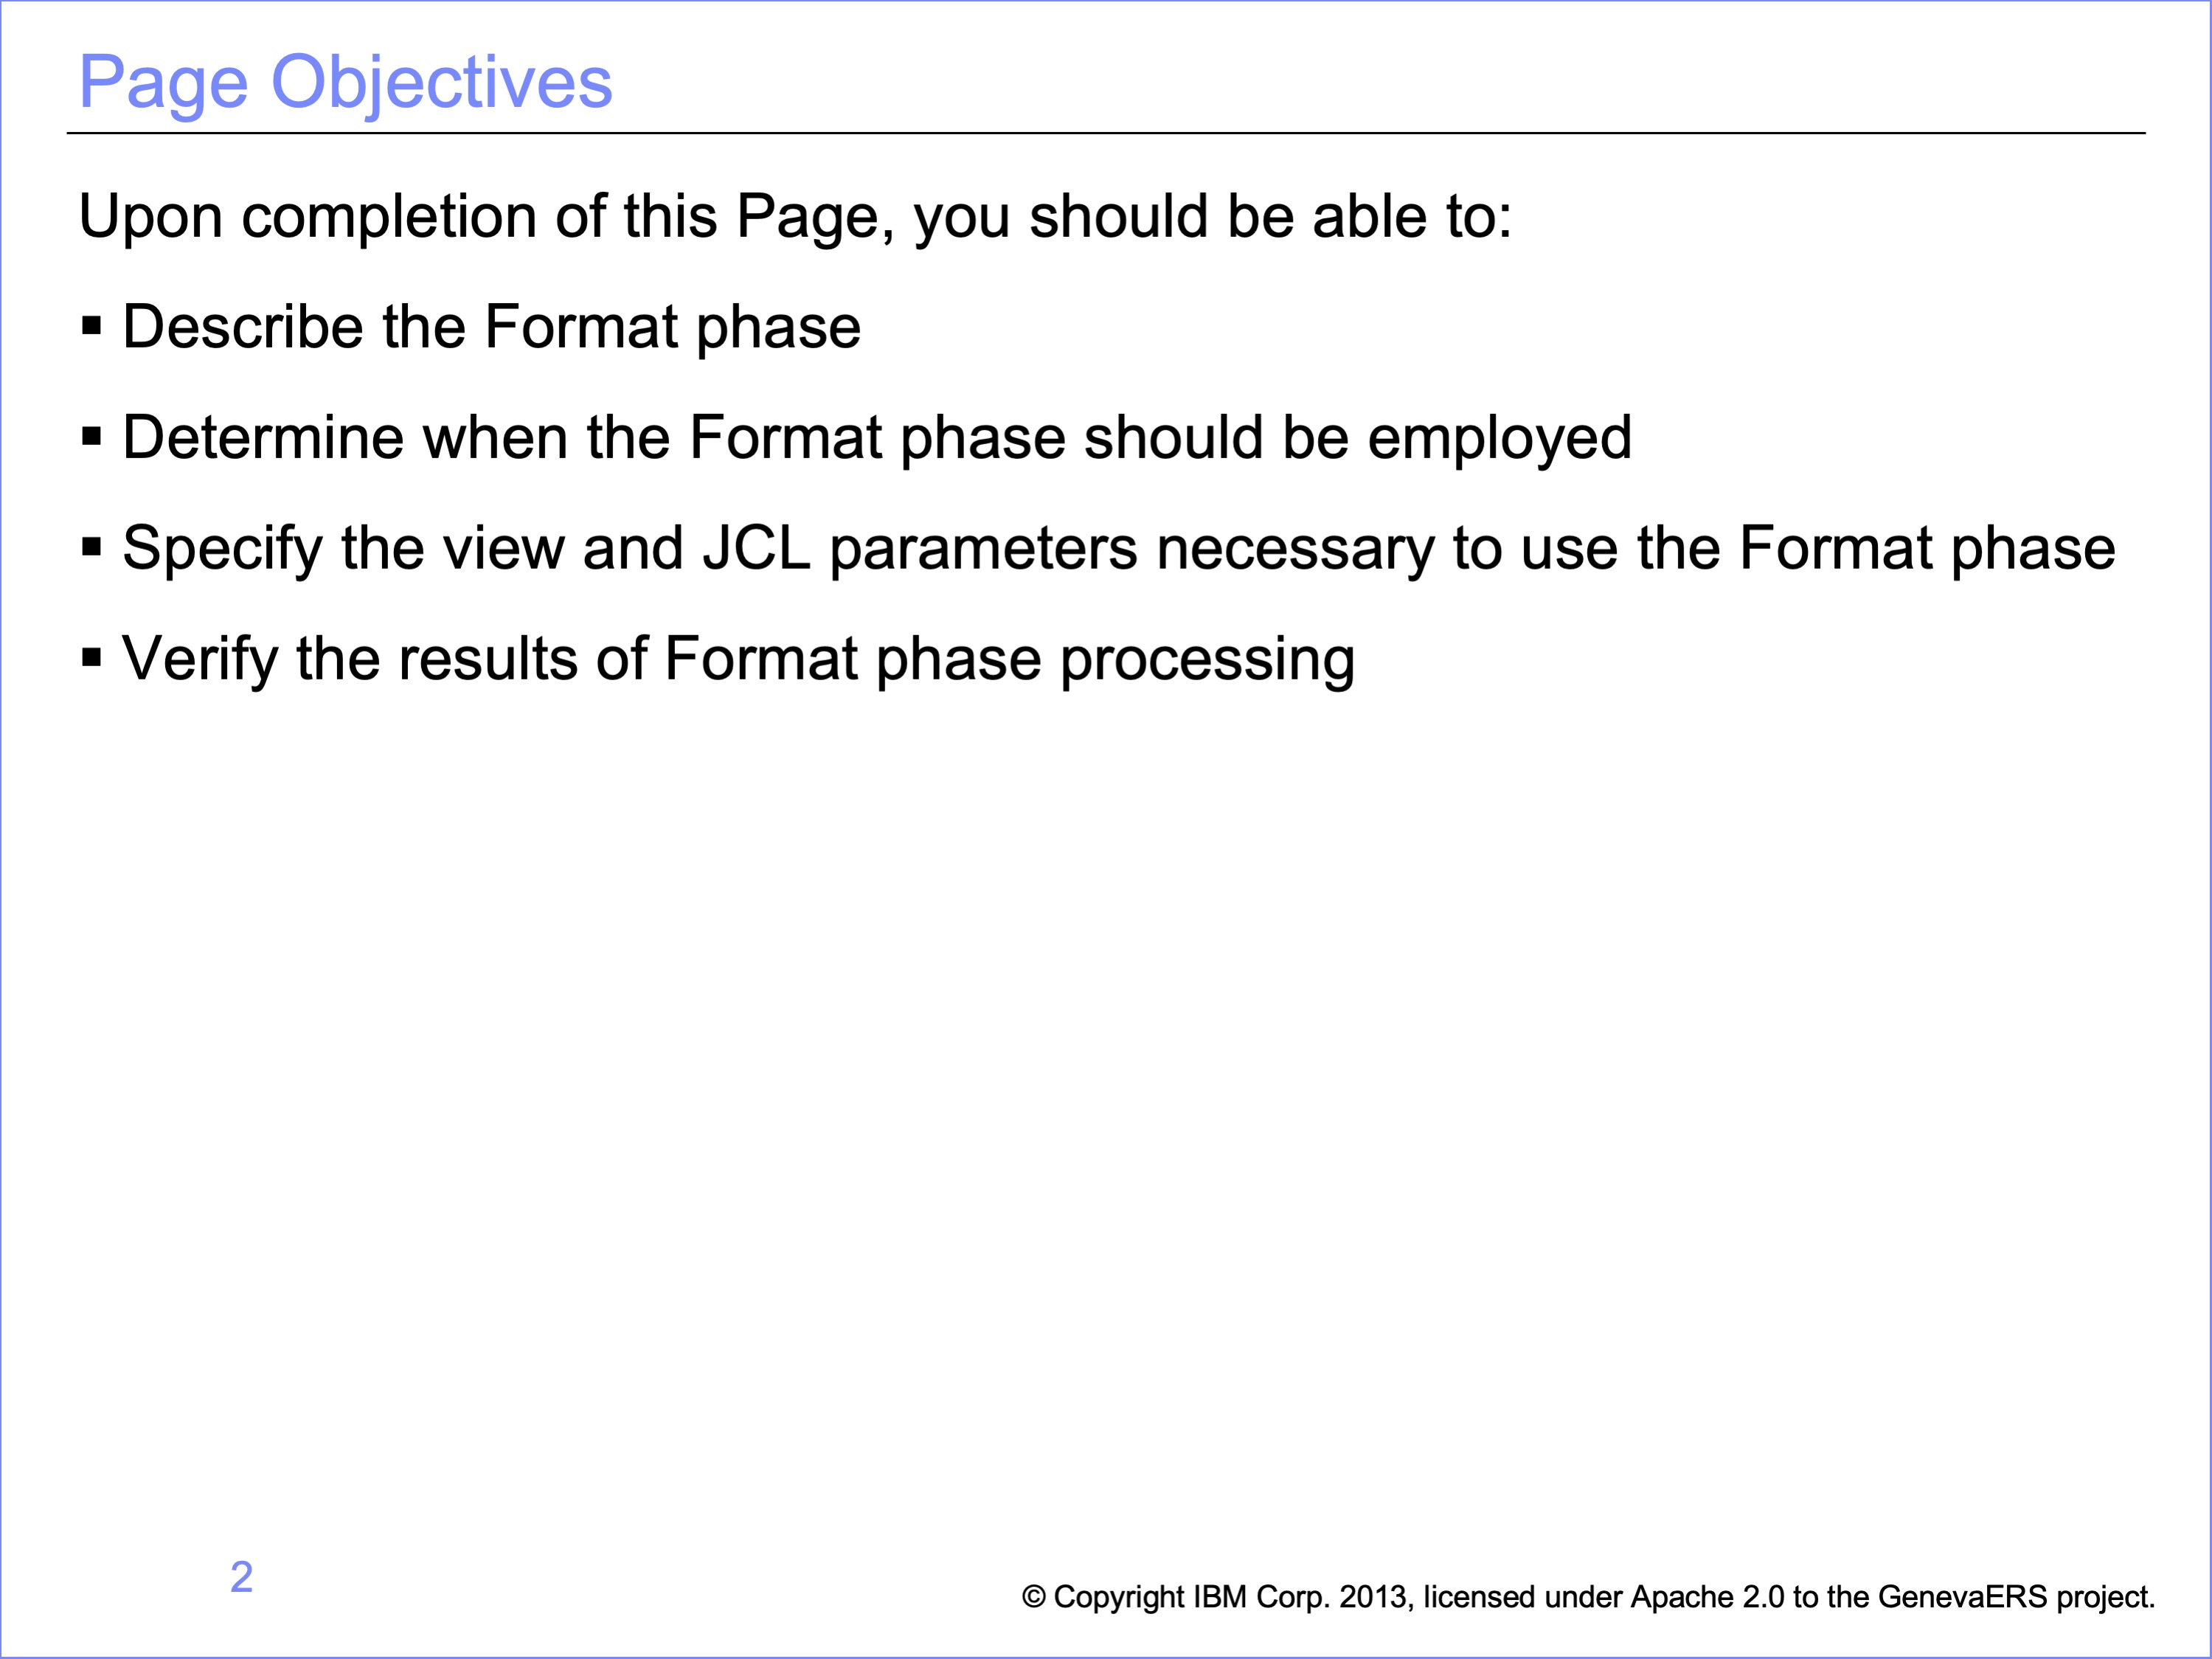 Page Objectives
Upon completion of this Page, you should be able to:
▪ Describe the Format phase
▪ Determine when the Format phase should be employed
▪ Specify the view and JCL parameters necessary to use the Format phase
▪ Verify the results of Format phase processing
2
© Copyright IBM Corp. 2013, licensed under Apache 2.0 to the GenevaERS project.